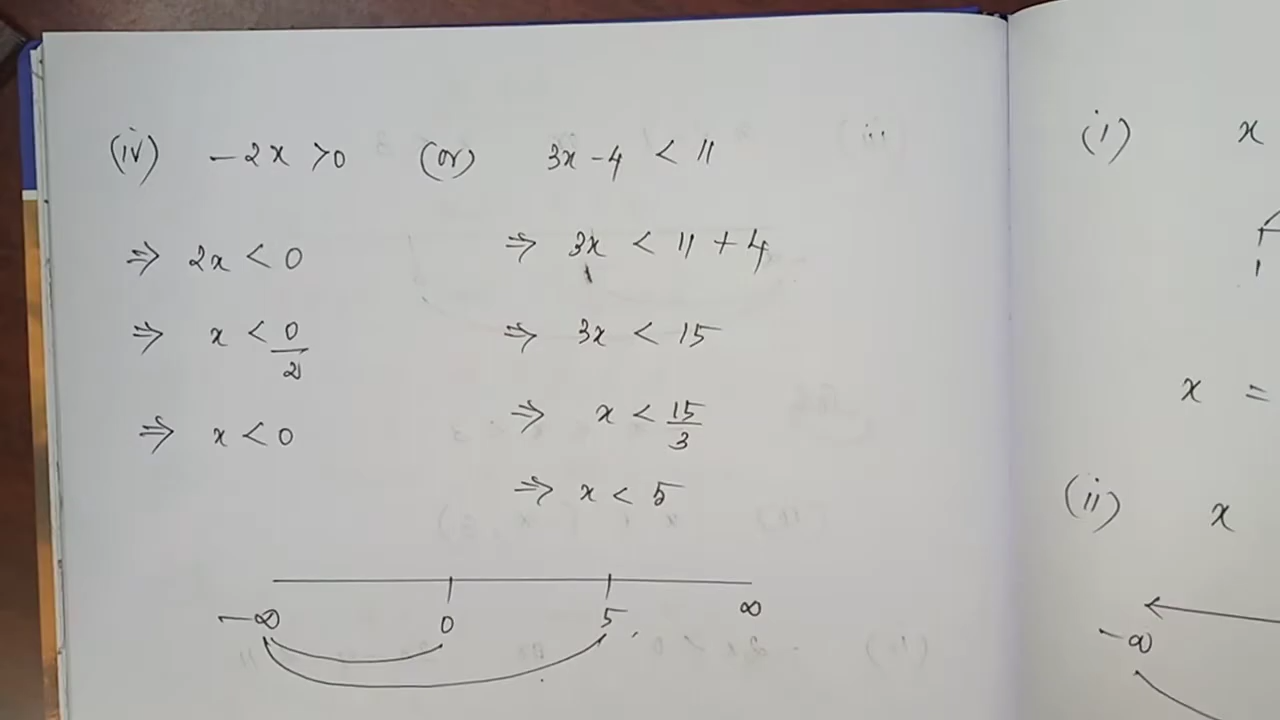 (iv) -2x > 0 (or) 3x - 4 < 11
⇒ 2x < 0 ⇒ 3x < 11 + 4
⇒ x < 0/2 ⇒ 3x < 15
⇒ x < 0 ⇒ x < 15/3
⇒ x < 5
-∞ 0 5 ∞
(i) x
1
x =
(ii) x
-∞